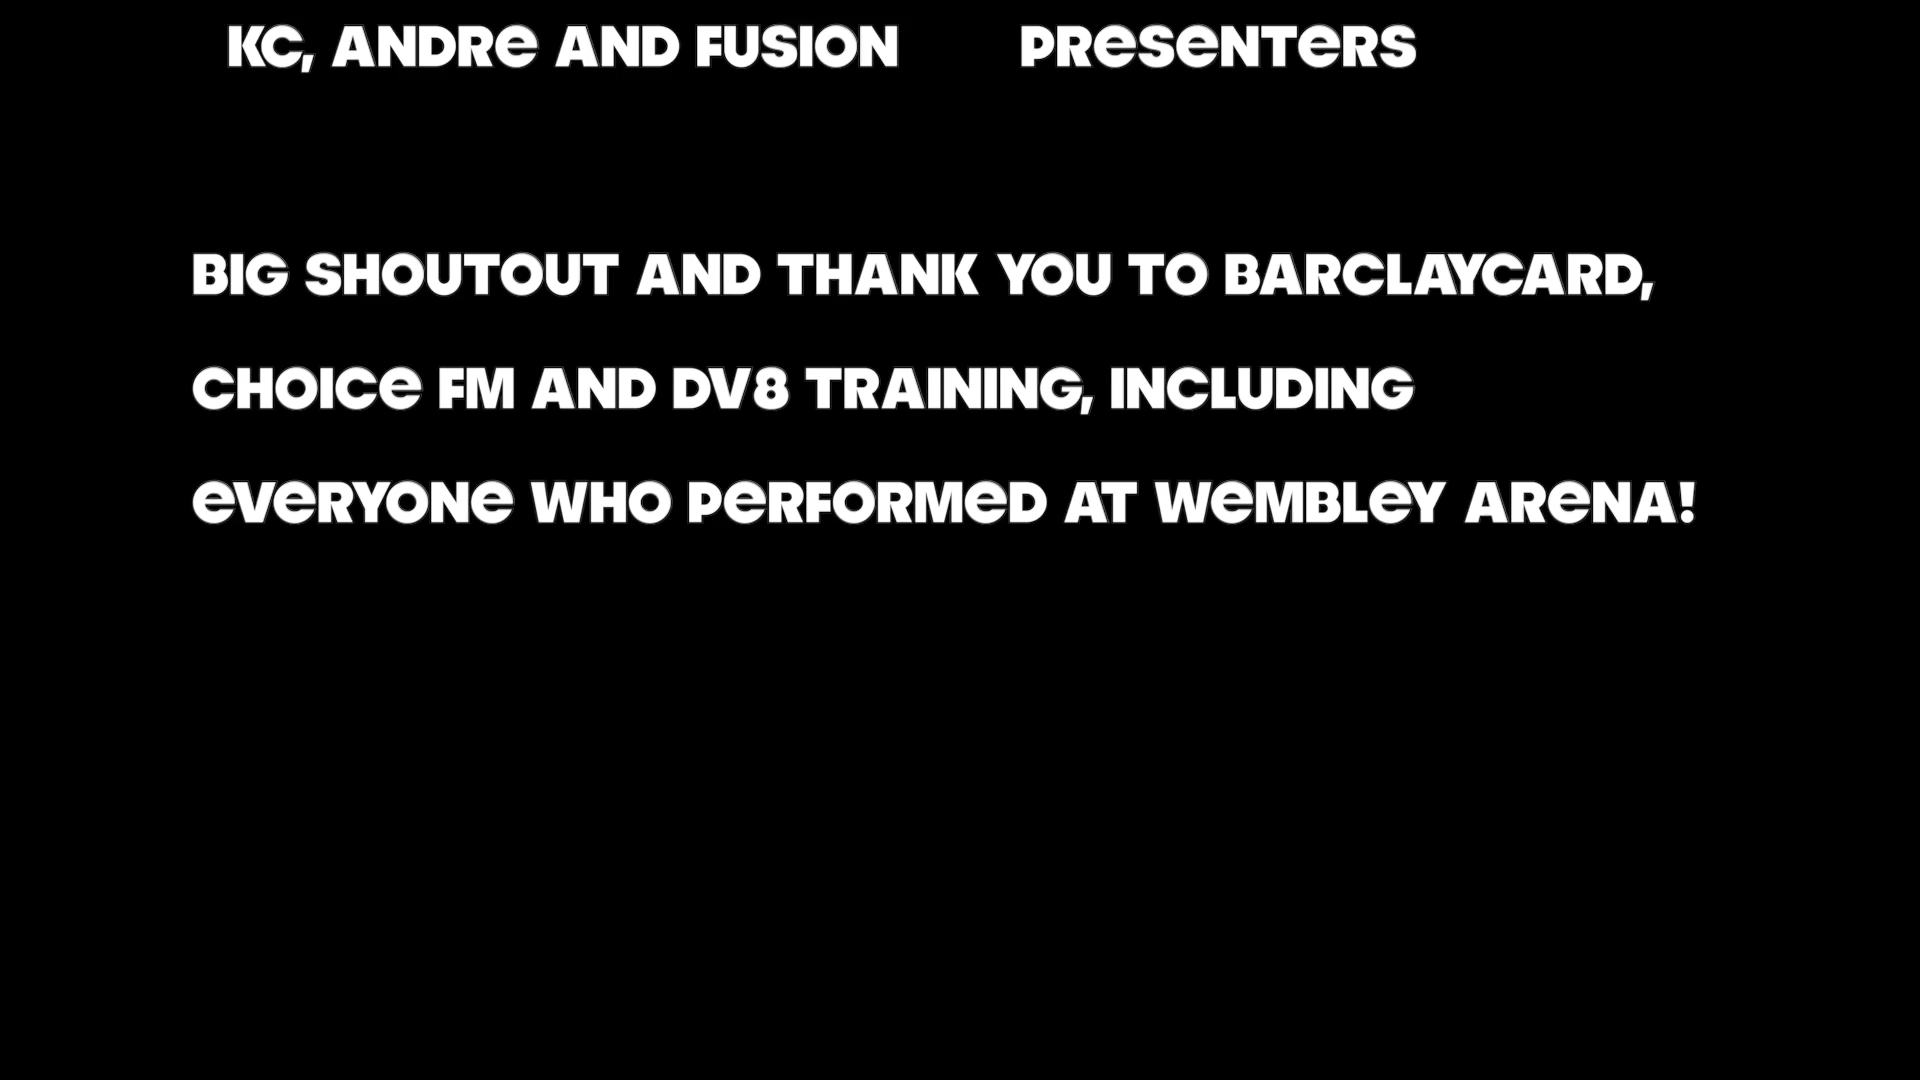 KC, ANDRe AND FUSION PReSeNTeRS
BIG SHOUTOUT AND THANK YOU TO BARCLAYCARD,
CHOICe FM AND DV8 TRAINING, INCLUDING
eVeRYONe WHO PeRFORMeD AT WeMBLeY AReNA!